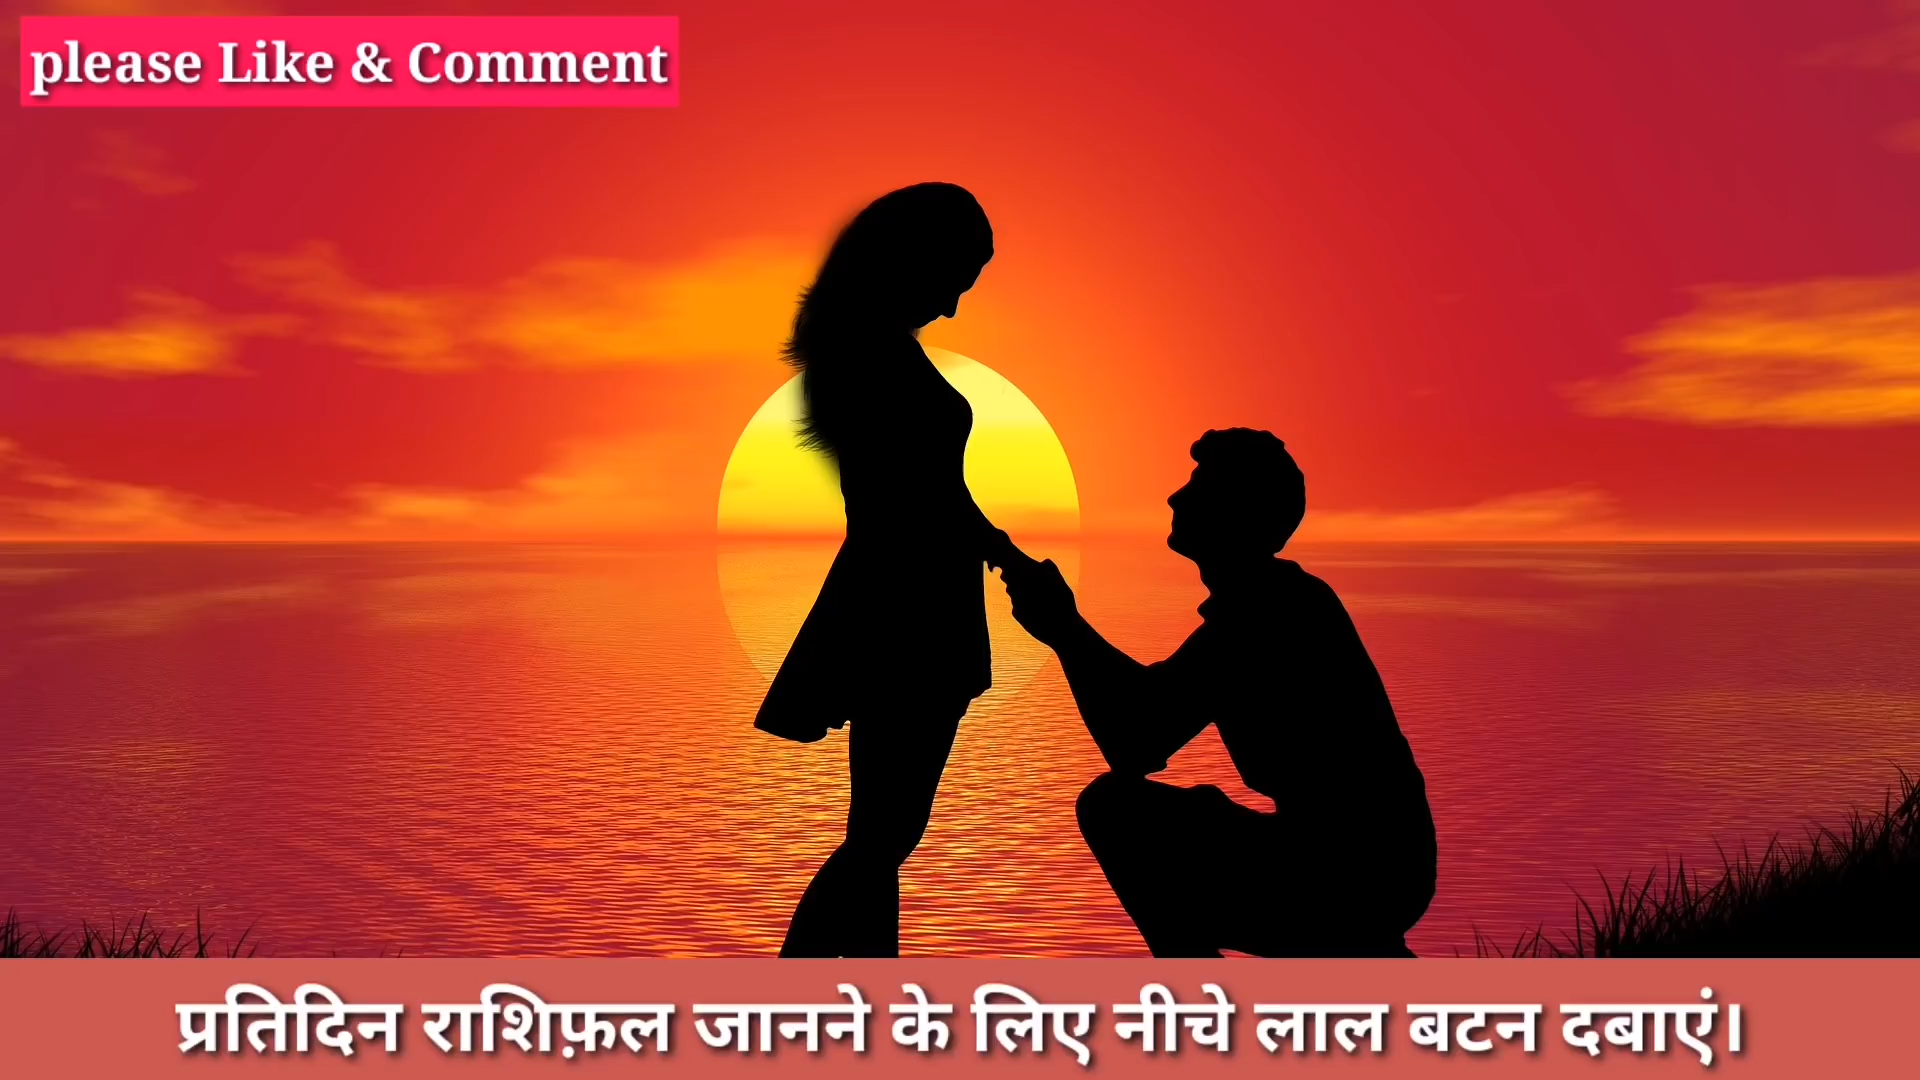 please Like & Comment
प्रतिदिन राशिफ़ल जानने के लिए नीचे लाल बटन दबाएं।